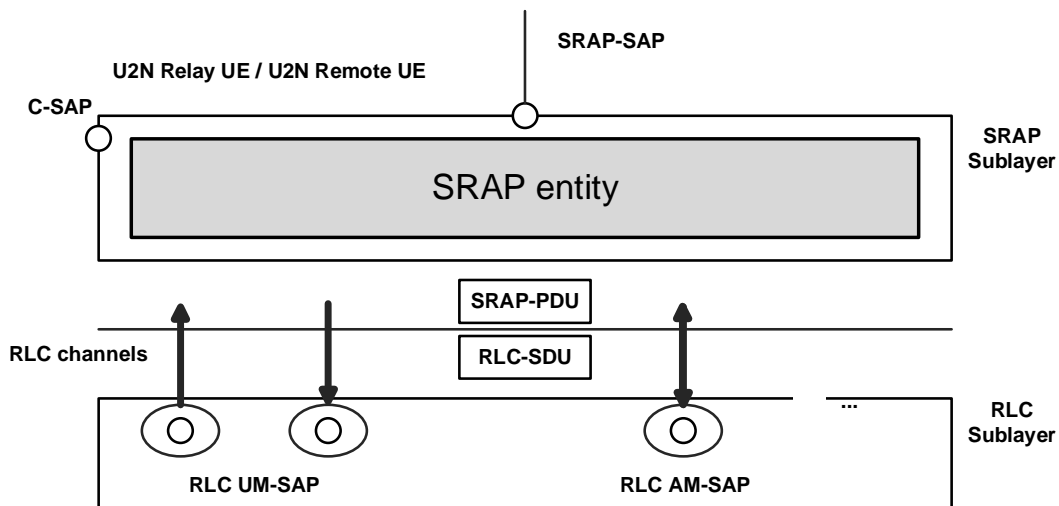 SRAP-SAP
U2N Relay UE / U2N Remote UE
C-SAP
SRAP
Sublayer
SRAP entity
SRAP-PDU
RLC channels
RLC-SDU
...
RLC
Sublayer
RLC UM-SAP
RLC AM-SAP